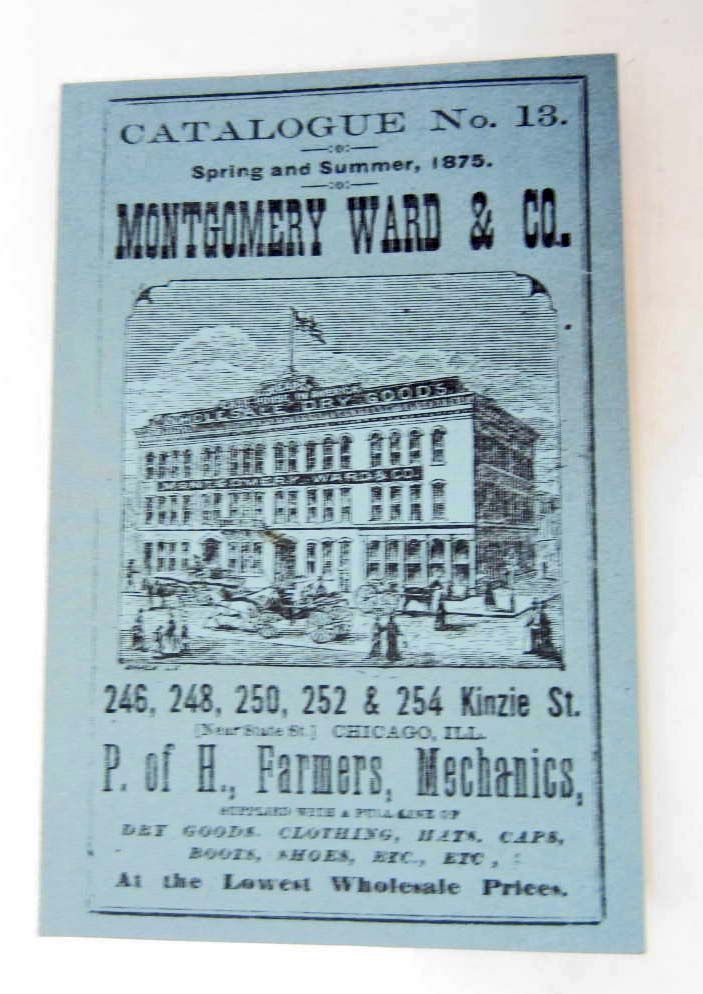 CATALOGUE No. 13.
Spring and Summer, 1875.
MONTGOMERY WARD & CO.
WHOLESALE DRY GOODS.
MONTGOMERY, WARD & CO.
246, 248, 250, 252 & 254 Kinzie St.
[Near State St.] CHICAGO, ILL.
P. of H., Farmers, Mechanics,
SUPPLIED WITH A FULL LINE OF
DRY GOODS. CLOTHING, HATS, CAPS,
BOOTS, SHOES, ETC., ETC,
At the Lowest Wholesale Prices.